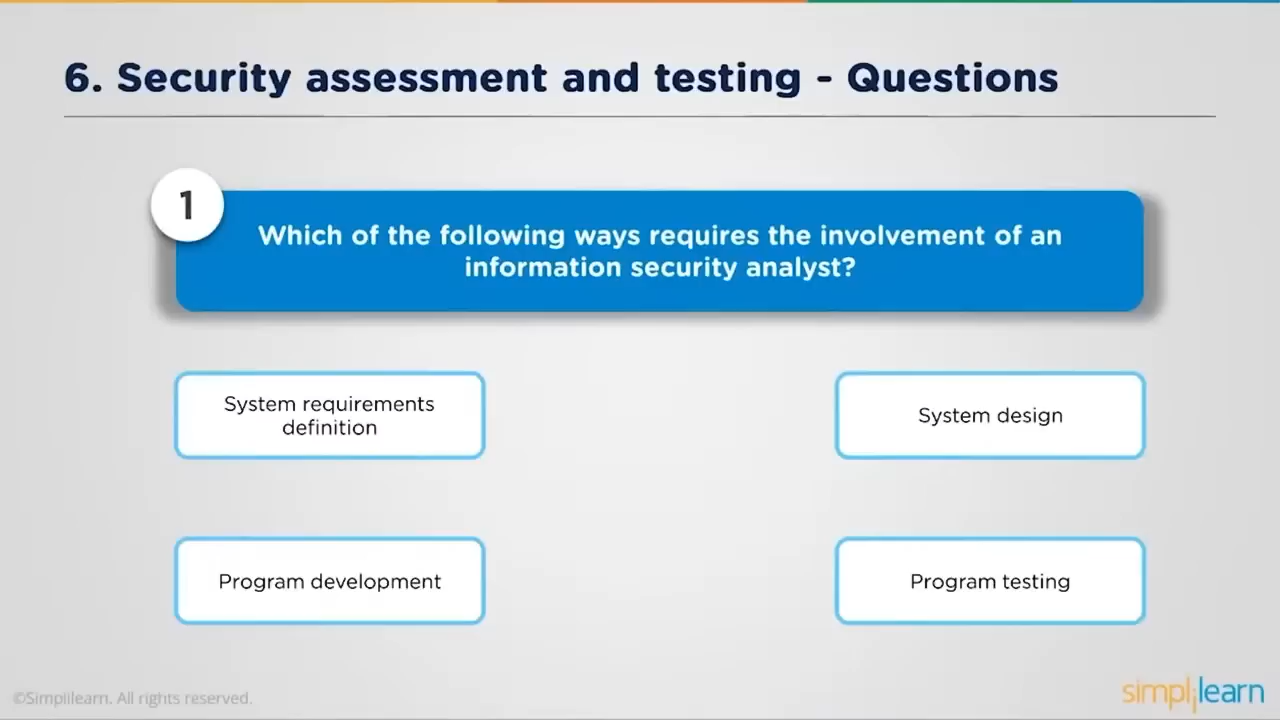 6. Security assessment and testing - Questions
1
Which of the following ways requires the involvement of an
information security analyst?
System requirements
definition
System design
Program development
Program testing
©Simplilearn. All rights reserved.
simplilearn